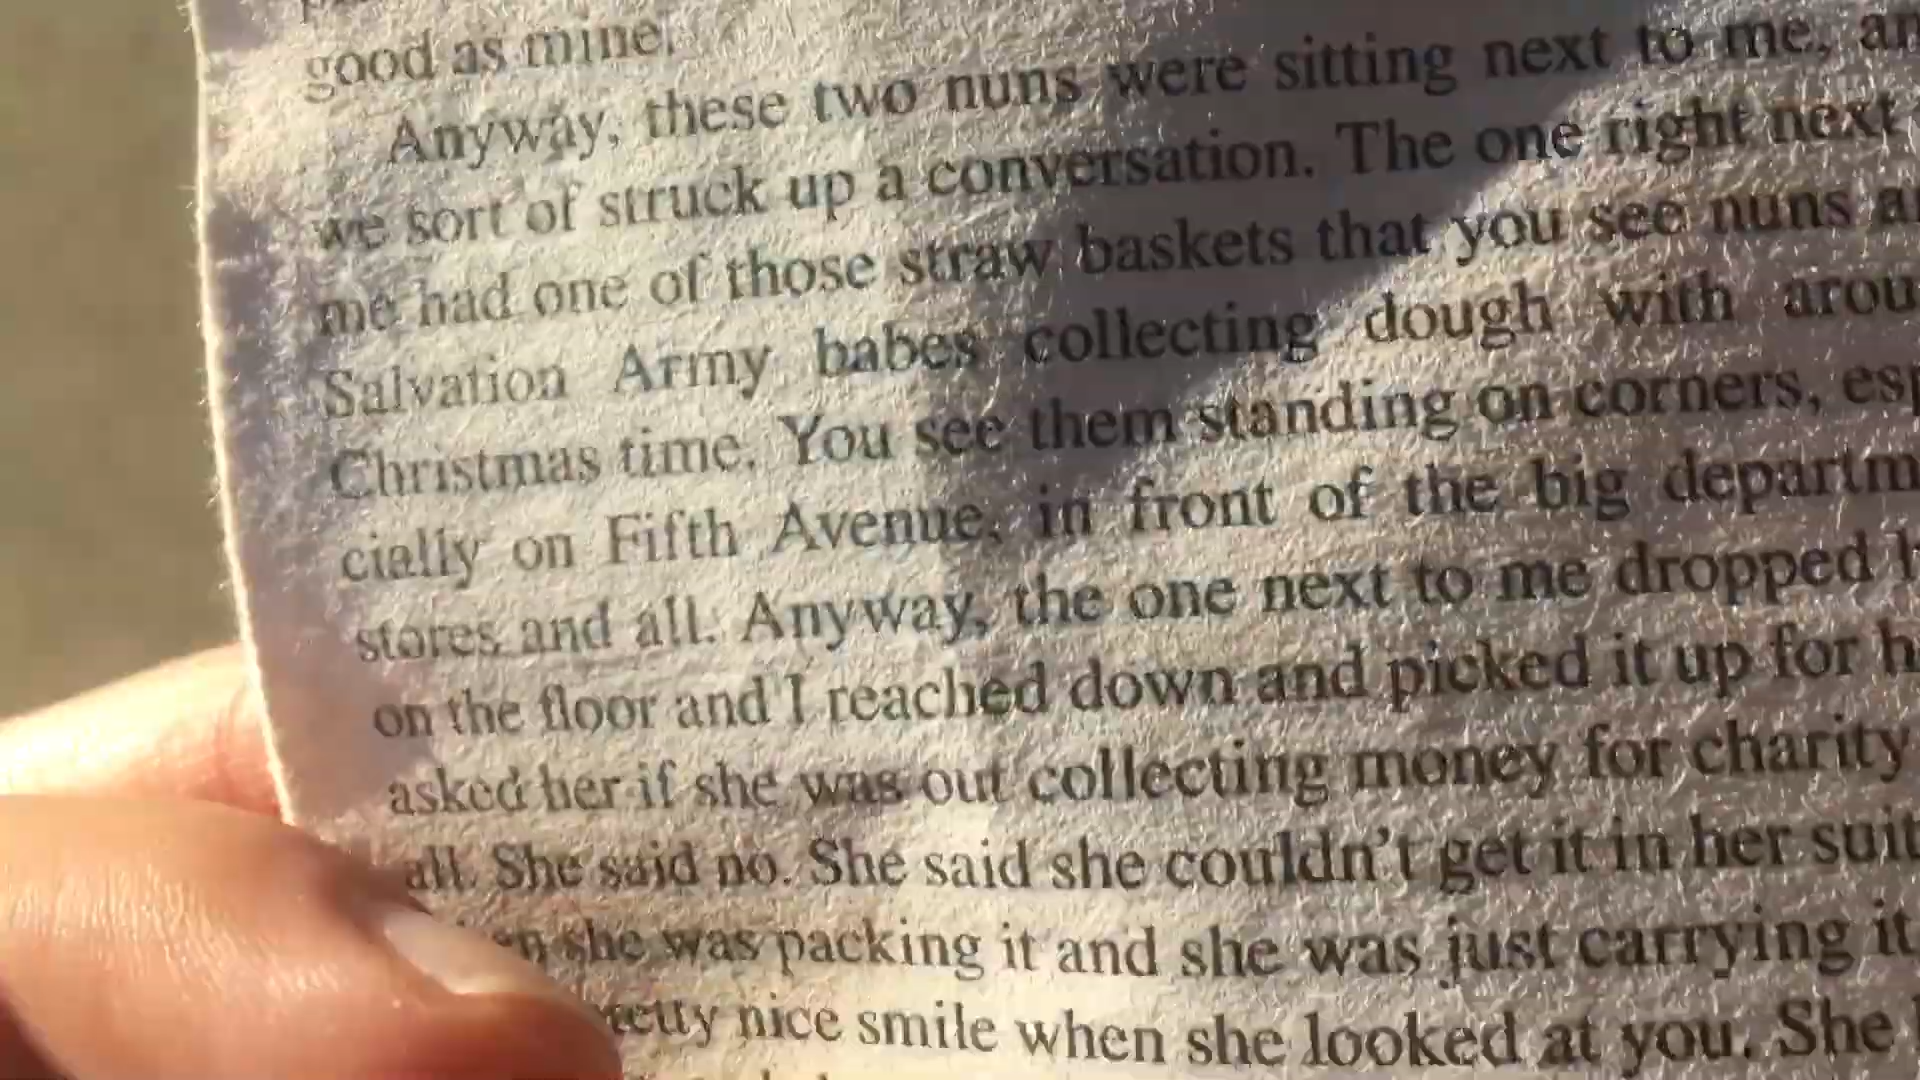 good as mine.
Anyway, these two nuns were sitting next to me, an
we sort of struck up a conversation. The one right next
me had one of those straw baskets that you see nuns an
Salvation Army babes collecting dough with arou
Christmas time. You see them standing on corners, esp
cially on Fifth Avenue, in front of the big departm
stores and all. Anyway, the one next to me dropped h
on the floor and I reached down and picked it up for h
asked her if she was out collecting money for charity
all. She said no. She said she couldn't get it in her suit
en she was packing it and she was just carrying it
retty nice smile when she looked at you. She